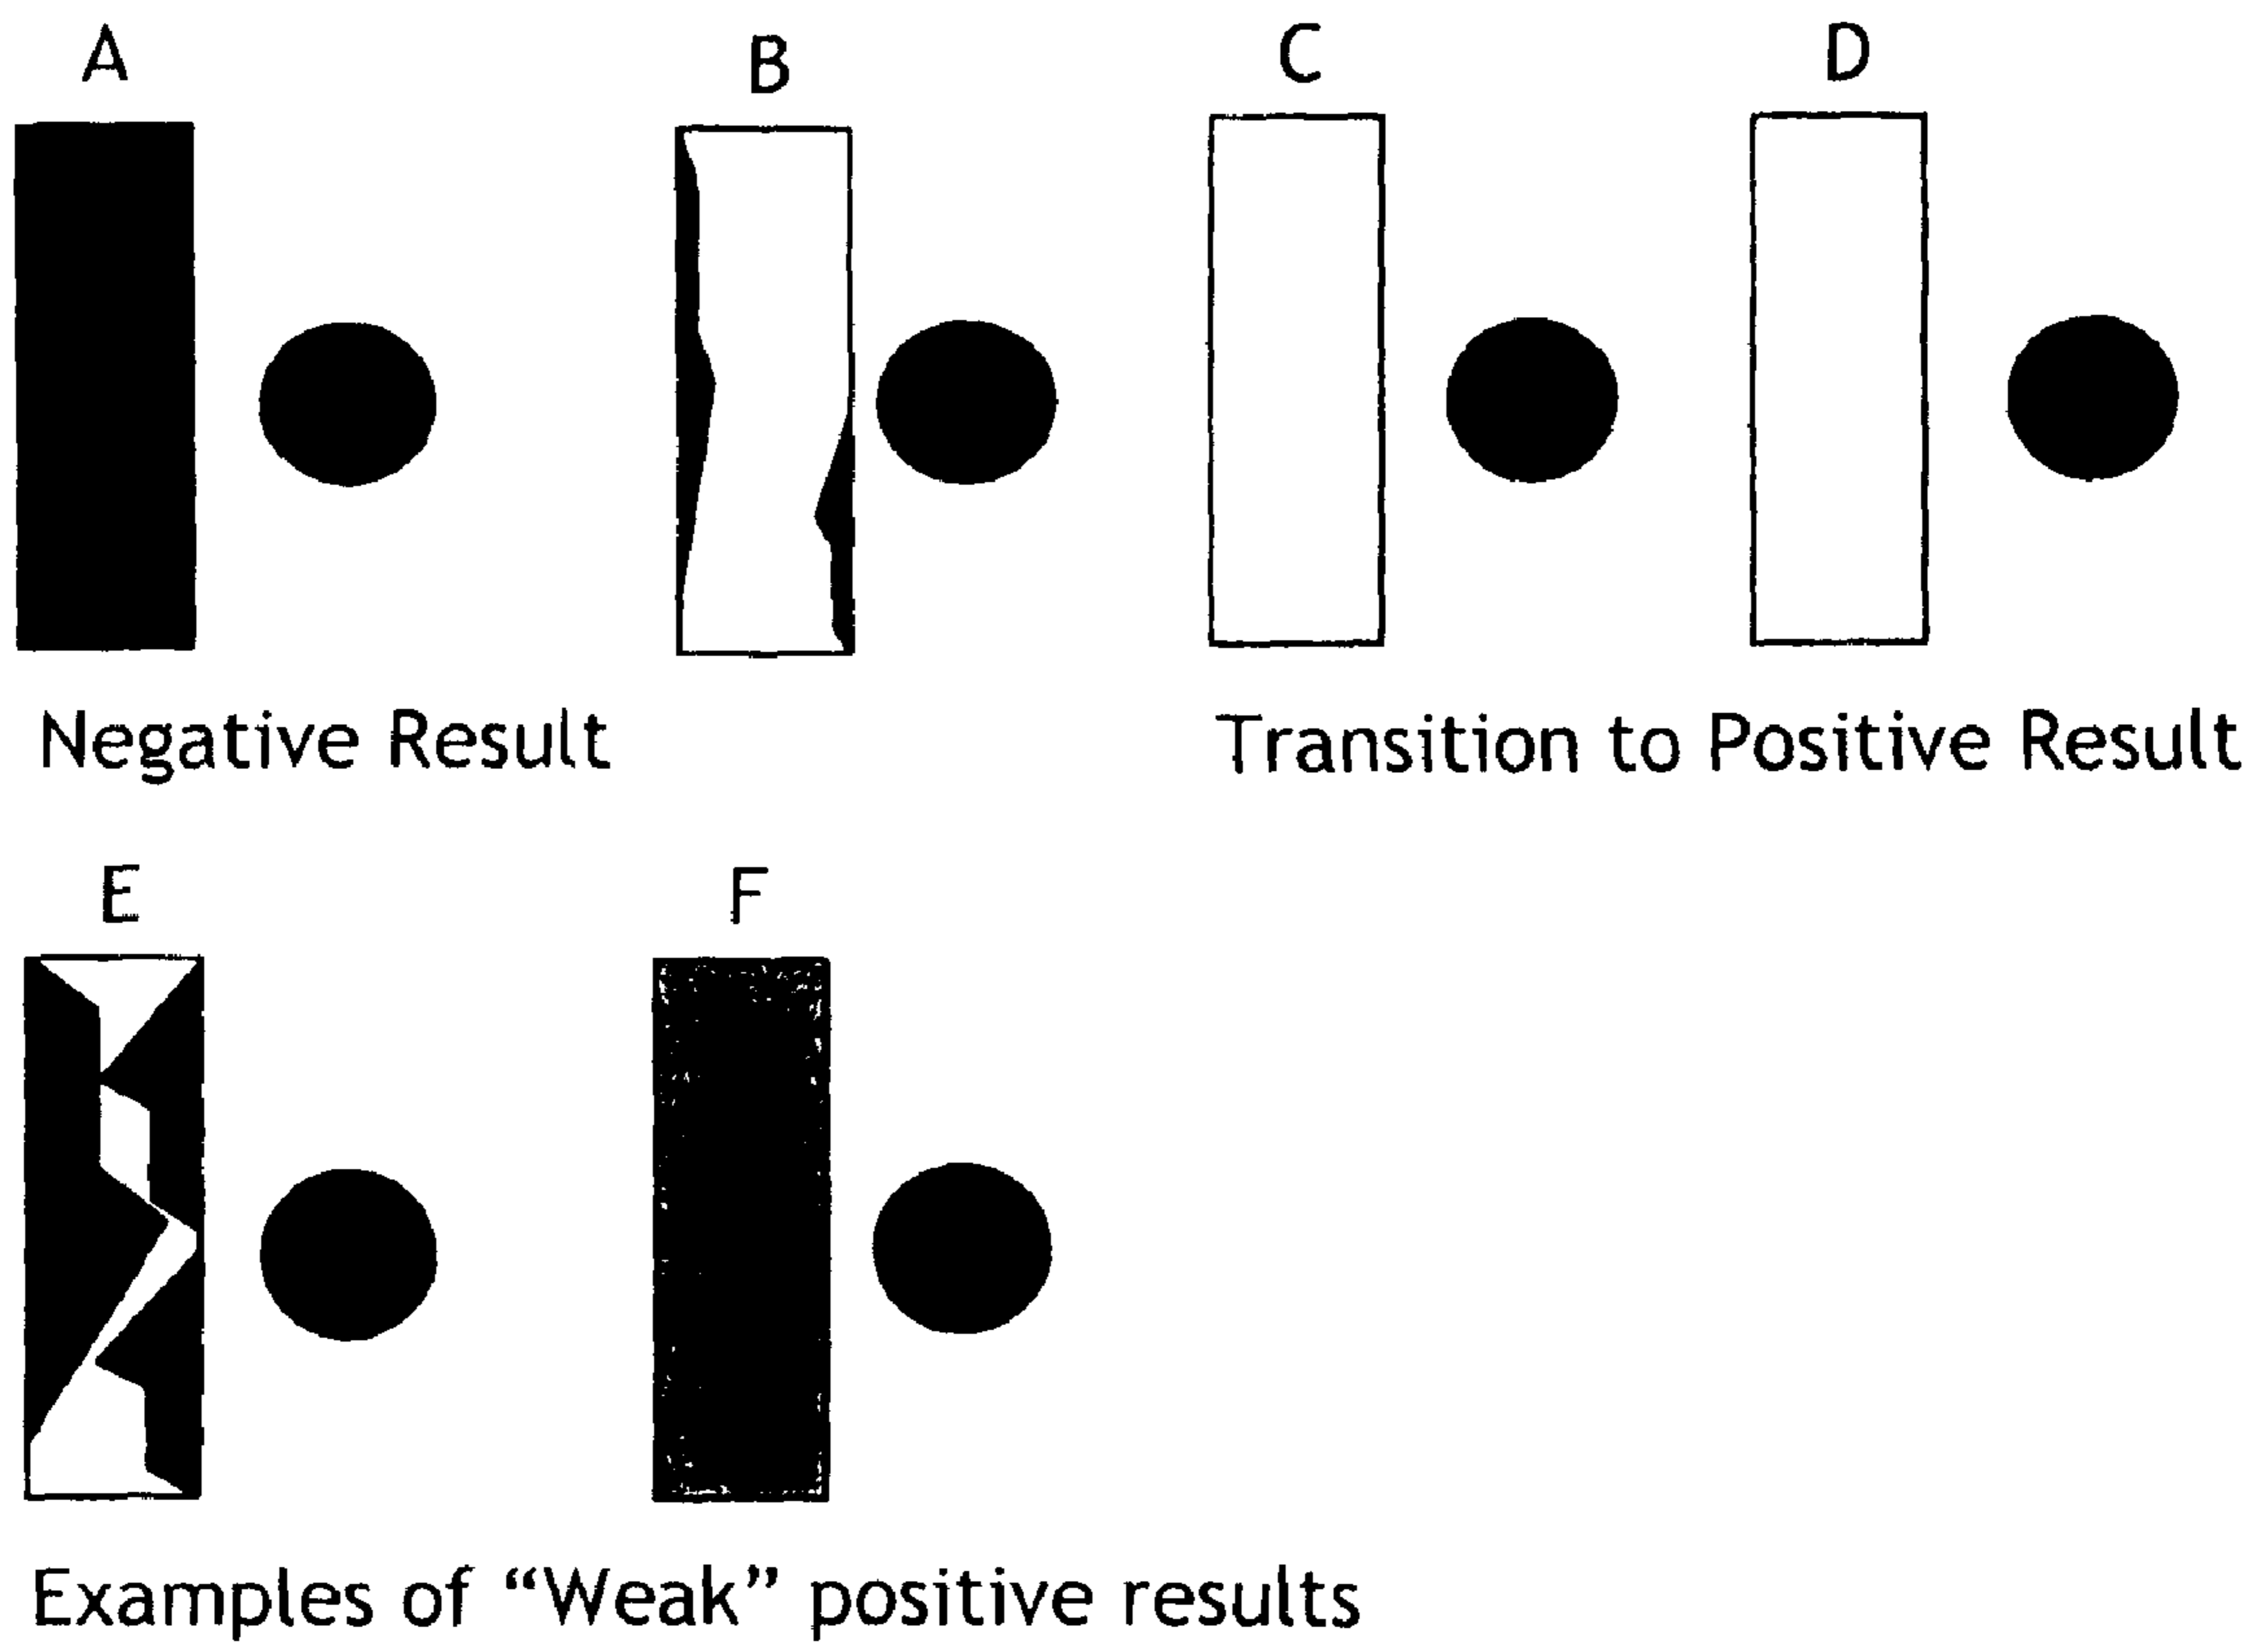 A B C D
Negative Result Transition to Positive Result
E F
Examples of “Weak” positive results